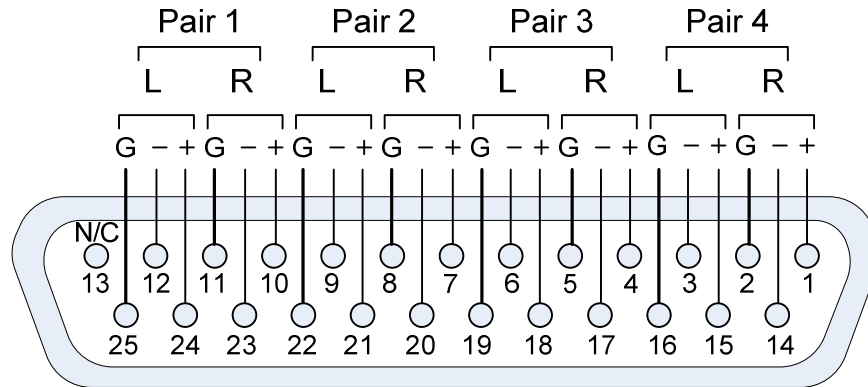 Pair 1 Pair 2 Pair 3 Pair 4
L R L R L R L R
G − + G − + G − + G − + G − + G − + G − + G − +
N/C
13 12 11 10 9 8 7 6 5 4 3 2 1
25 24 23 22 21 20 19 18 17 16 15 14